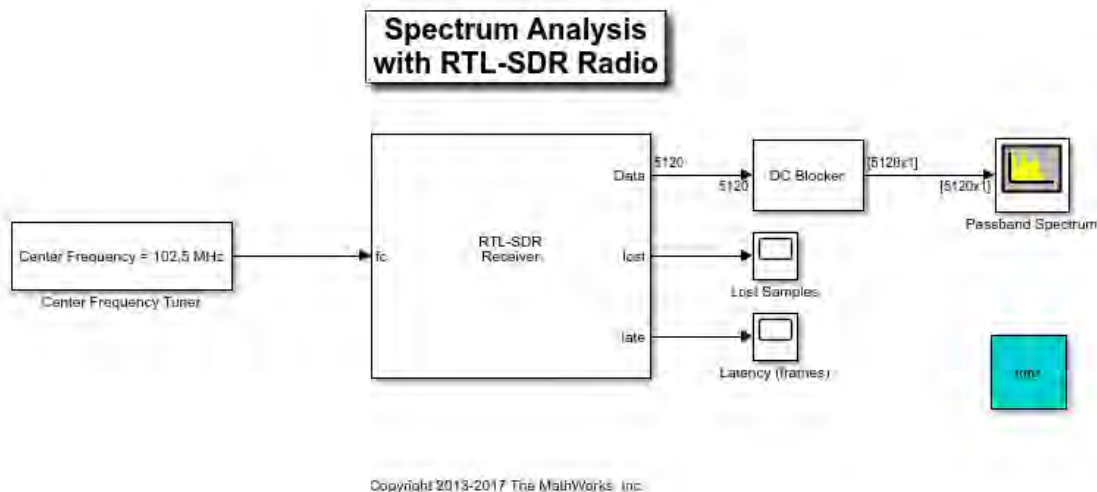 Spectrum Analysis
with RTL-SDR Radio
Data
5120
5120
DC Blocker
[5120x1]
[5120x1]
Passband Spectrum
Center Frequency = 102.5 MHz
Center Frequency Tuner
fc
RTL-SDR
Receiver
lost
Lost Samples
late
Latency (frames)
Copyright 2013-2017 The MathWorks, Inc.